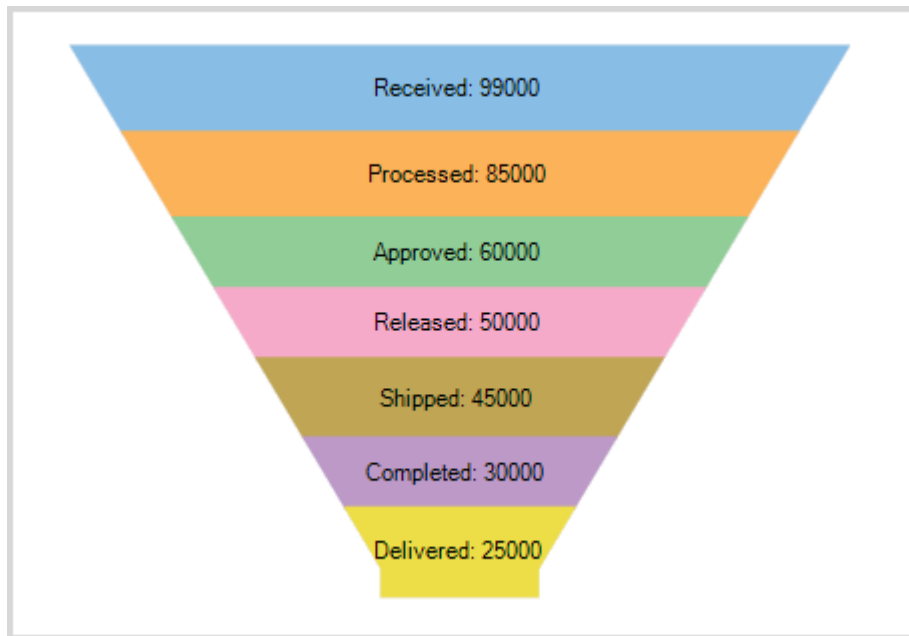 Received: 99000
Processed: 85000
Approved: 60000
Released: 50000
Shipped: 45000
Completed: 30000
Delivered: 25000